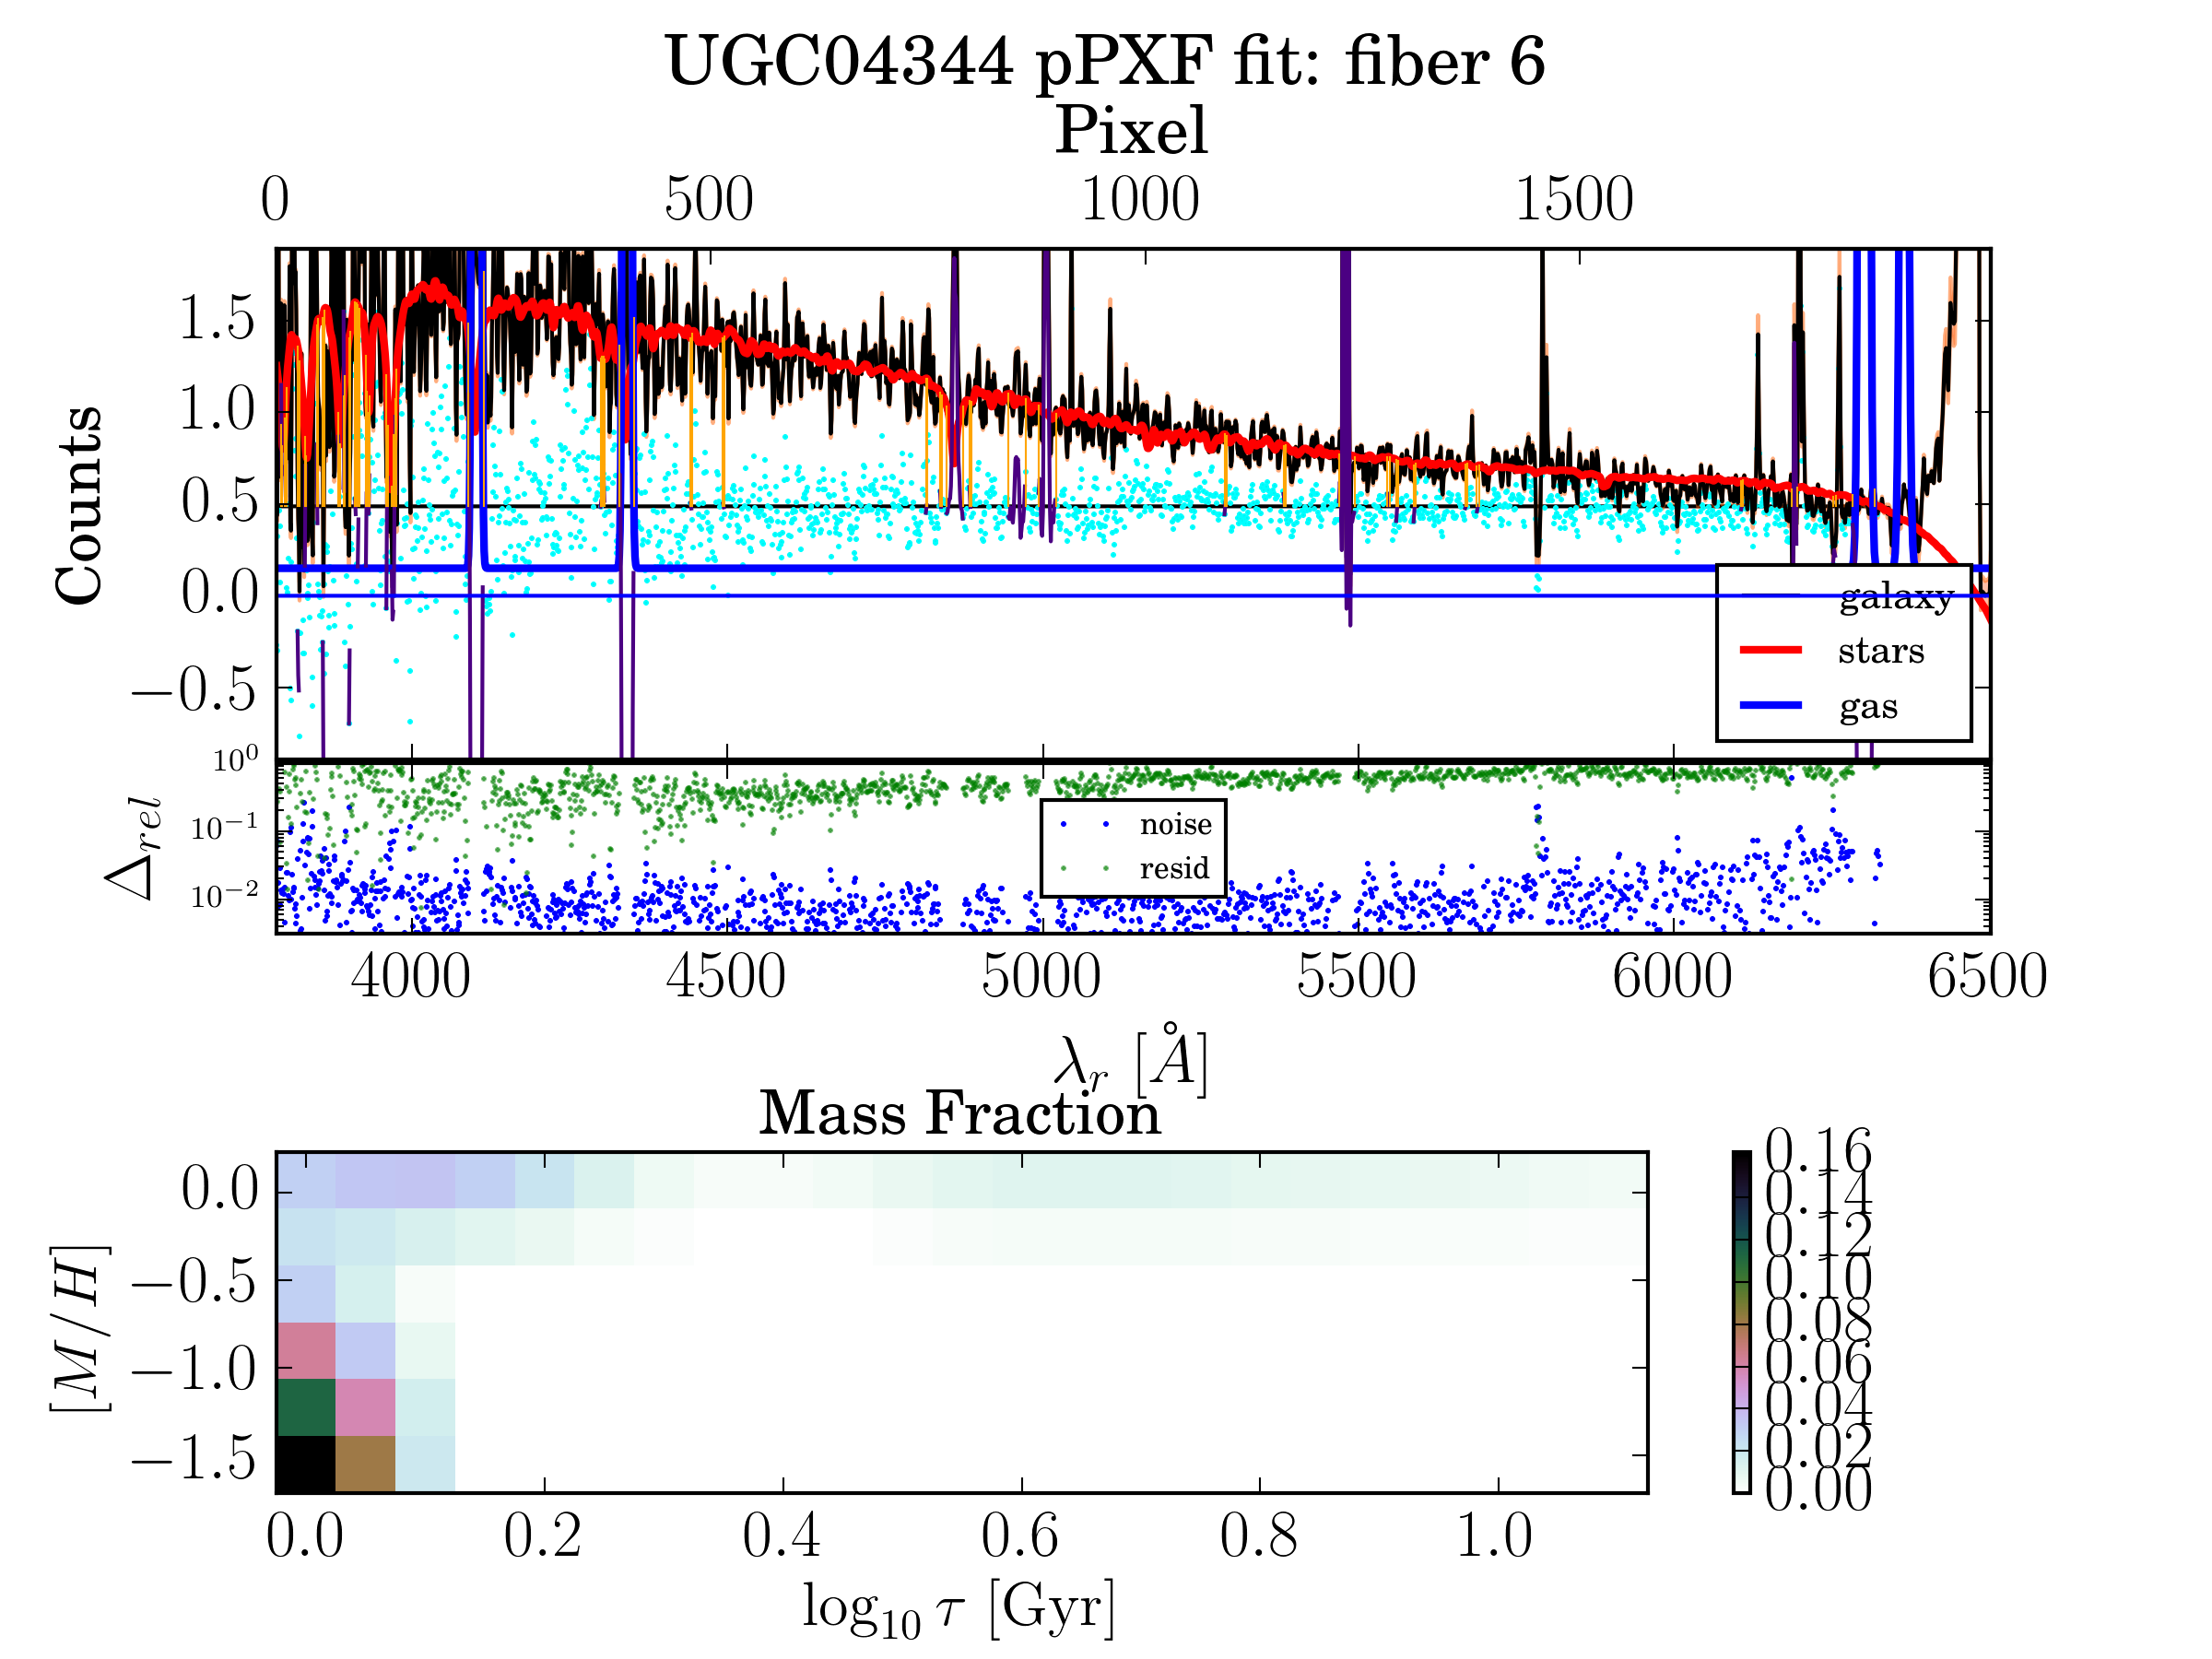 UGC04344 pPXF fit: fiber 6
Pixel
0 500 1000 1500
Counts
1.5
1.0
0.5
0.0
−0.5
galaxy
stars
gas
Δrel
10⁰
10⁻¹
10⁻²
noise
resid
4000 4500 5000 5500 6000 6500
λr [Å]
Mass Fraction
[M/H]
0.0
−0.5
−1.0
−1.5
0.0 0.2 0.4 0.6 0.8 1.0
log₁₀ τ [Gyr]
0.16
0.14
0.12
0.10
0.08
0.06
0.04
0.02
0.00